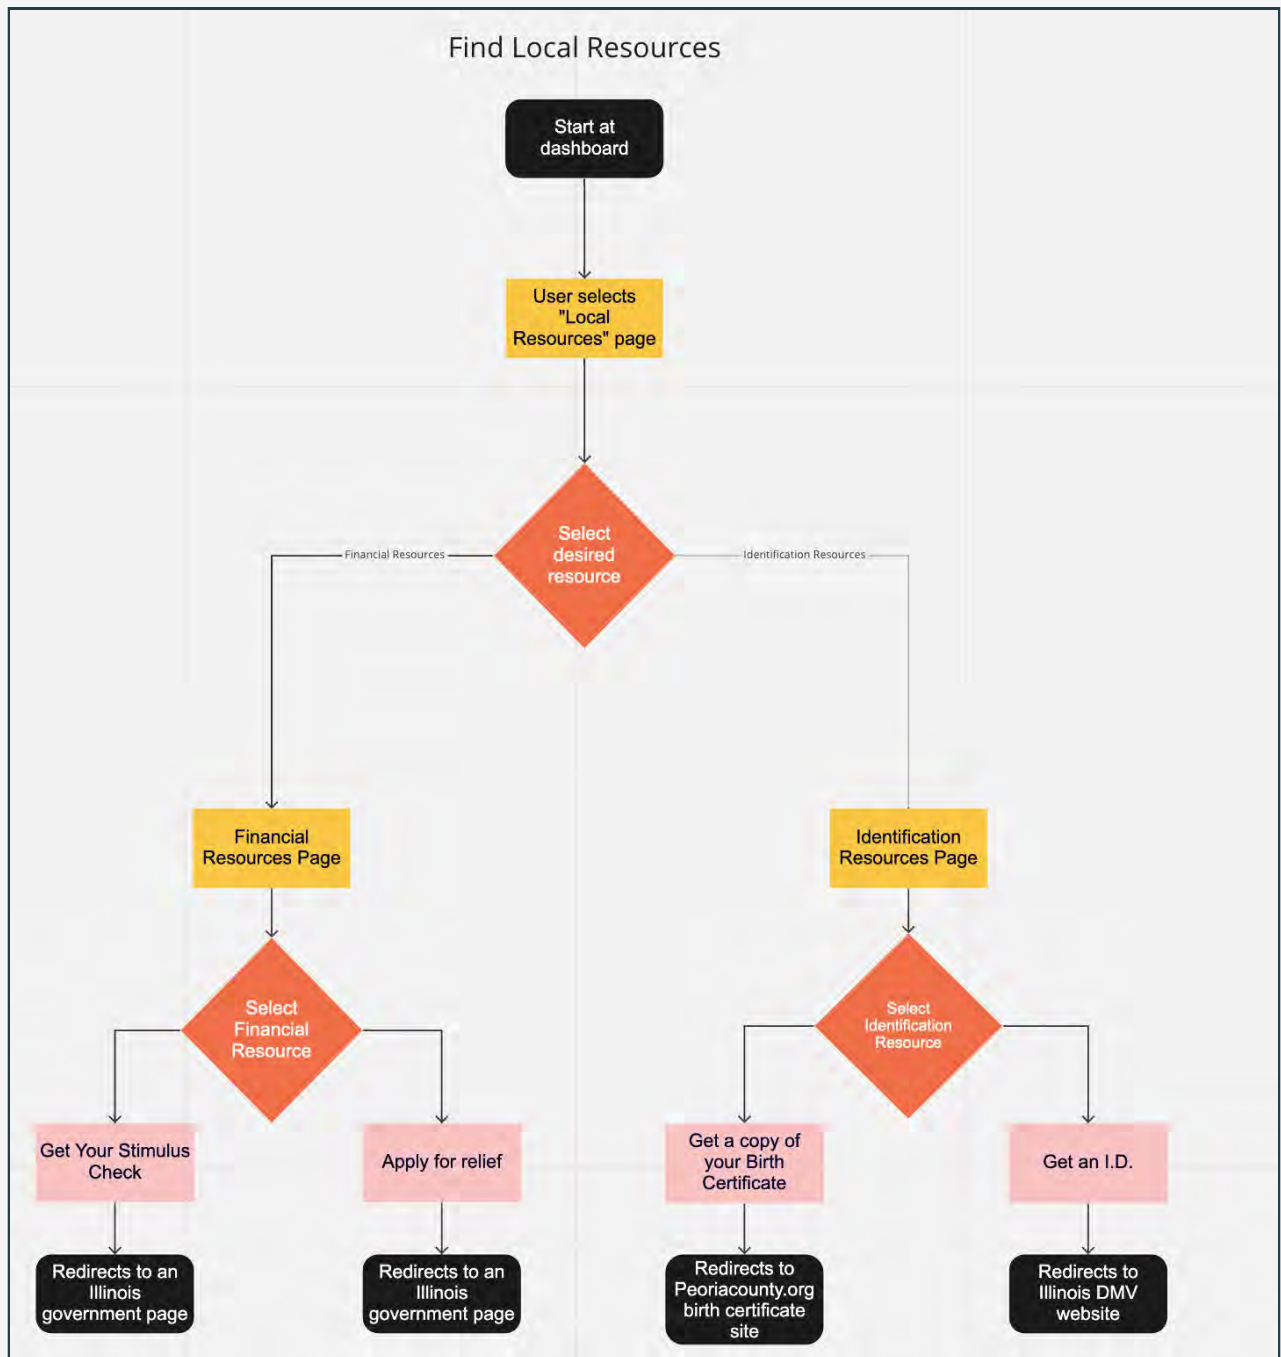 Find Local Resources
Start at
dashboard
User selects
"Local
Resources" page
Select
desired
resource
Financial Resources
Identification Resources
Financial
Resources Page
Identification
Resources Page
Select
Financial
Resource
Select
Identification
Resource
Get Your Stimulus
Check
Apply for relief
Get a copy of
your Birth
Certificate
Get an I.D.
Redirects to an
Illinois
government page
Redirects to an
Illinois
government page
Redirects to
Peoriacounty.org
birth certificate
site
Redirects to
Illinois DMV
website